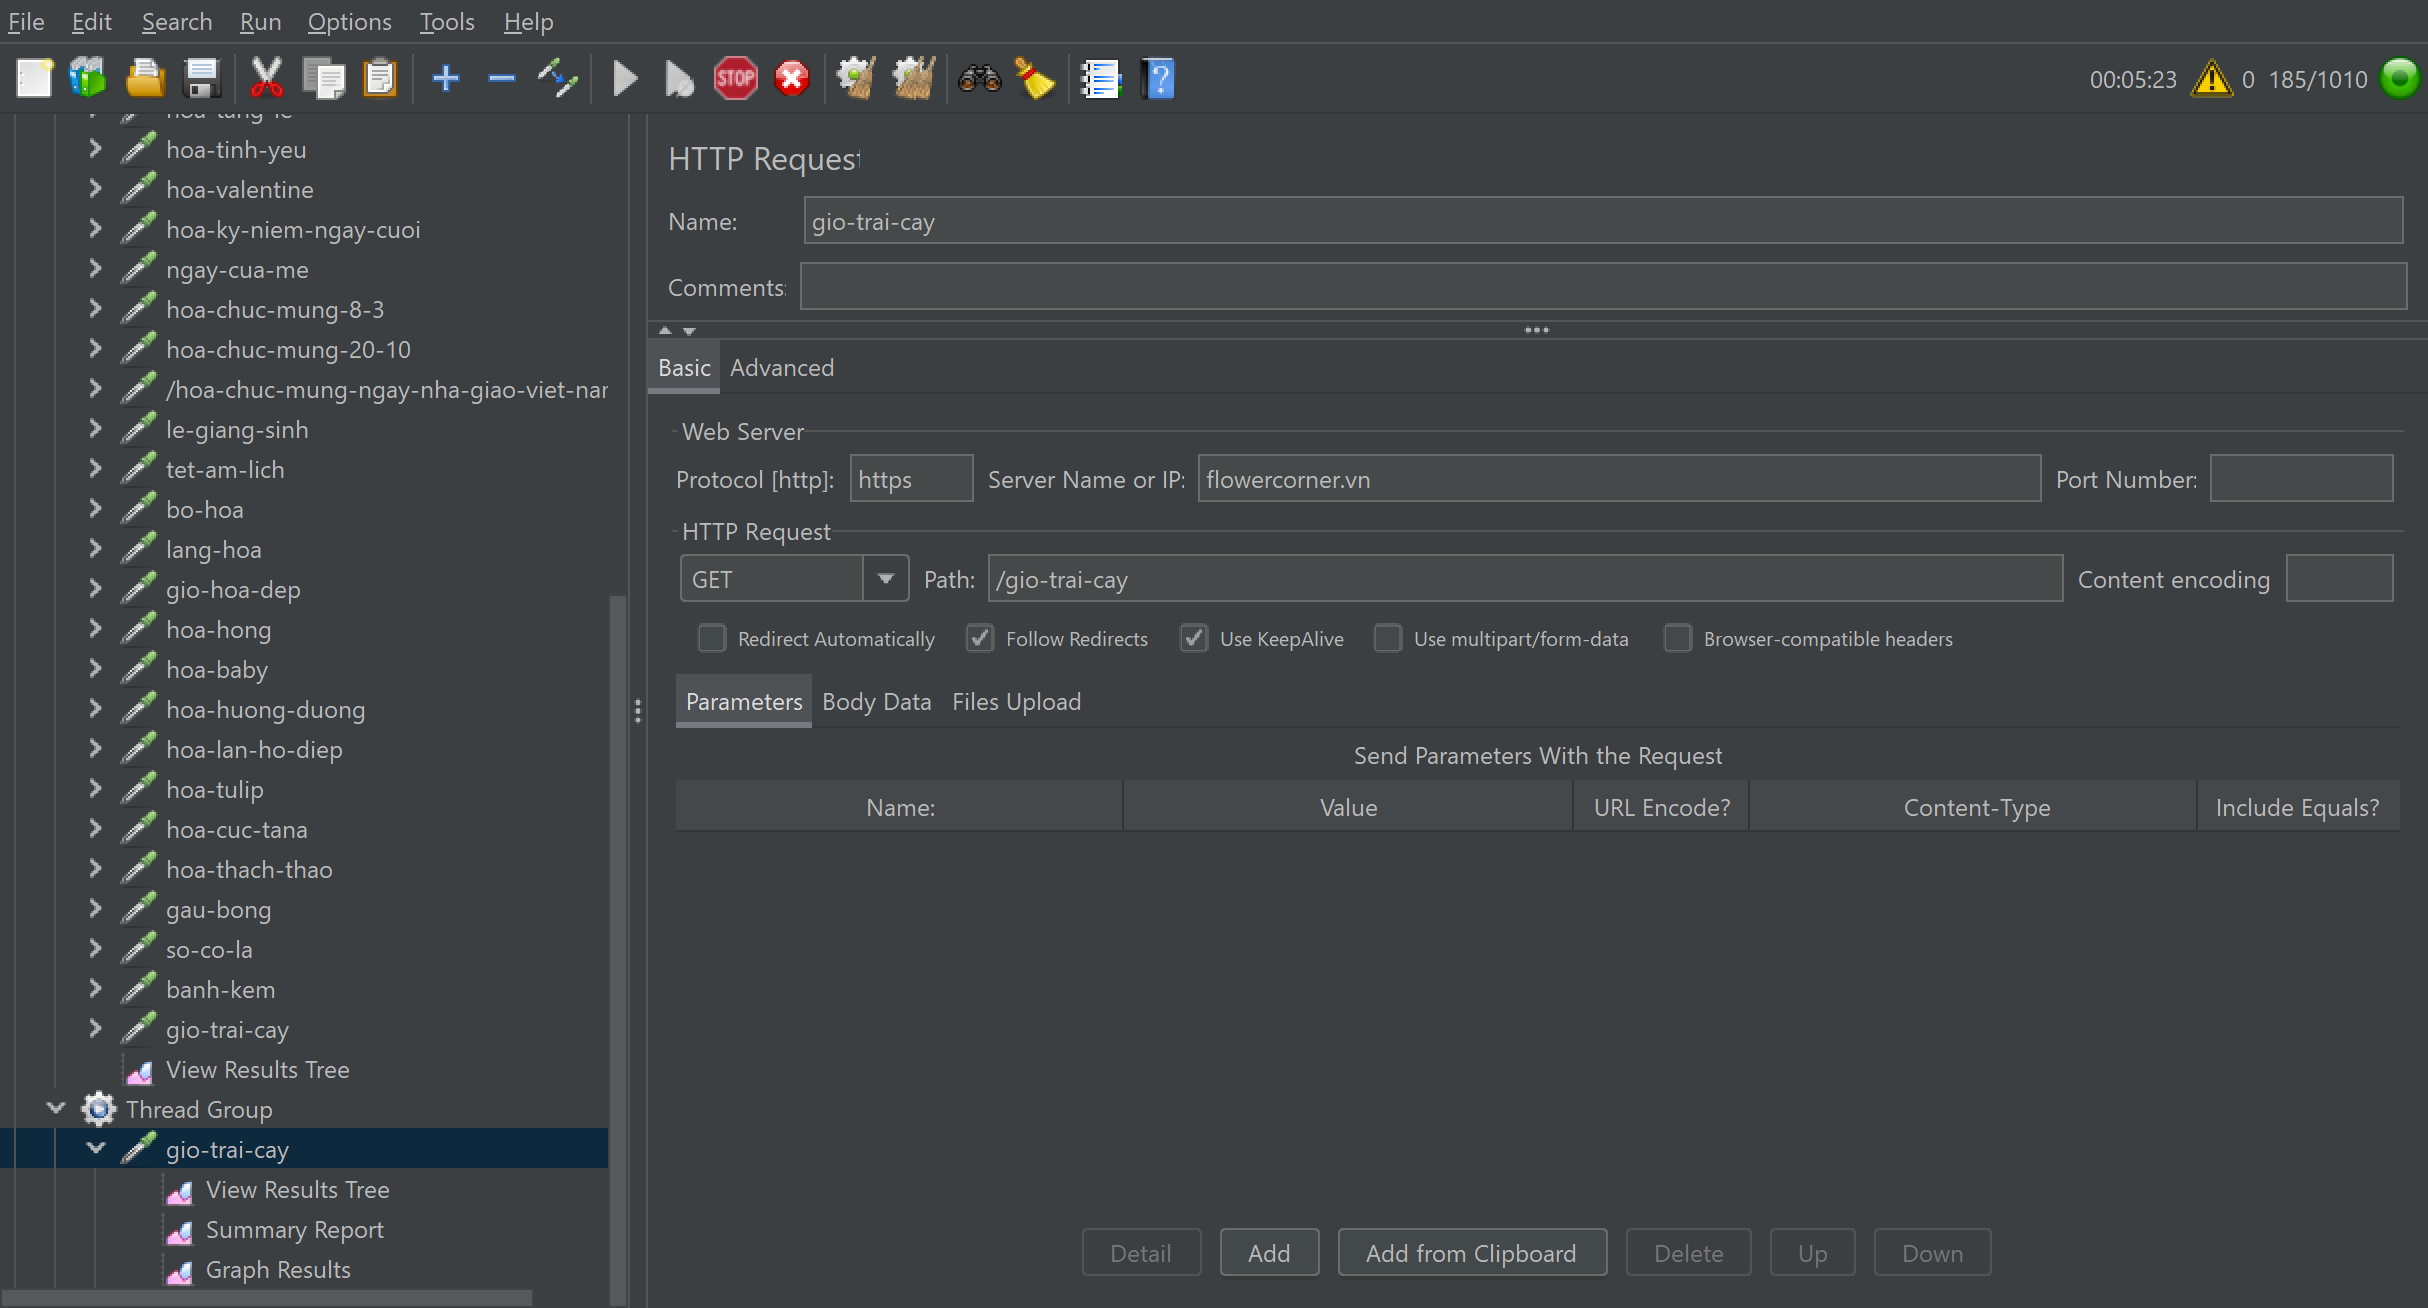 File Edit Search Run Options Tools Help
STOP
00:05:23 0 185/1010
hoa-tang-le
hoa-tinh-yeu
hoa-valentine
hoa-ky-niem-ngay-cuoi
ngay-cua-me
hoa-chuc-mung-8-3
hoa-chuc-mung-20-10
/hoa-chuc-mung-ngay-nha-giao-viet-nar
le-giang-sinh
tet-am-lich
bo-hoa
lang-hoa
gio-hoa-dep
hoa-hong
hoa-baby
hoa-huong-duong
hoa-lan-ho-diep
hoa-tulip
hoa-cuc-tana
hoa-thach-thao
gau-bong
so-co-la
banh-kem
gio-trai-cay
View Results Tree
Thread Group
gio-trai-cay
View Results Tree
Summary Report
Graph Results
HTTP Request
Name: gio-trai-cay
Comments:
Basic Advanced
Web Server
Protocol [http]: https Server Name or IP: flowercorner.vn Port Number:
HTTP Request
GET Path: /gio-trai-cay Content encoding
Redirect Automatically Follow Redirects Use KeepAlive Use multipart/form-data Browser-compatible headers
Parameters Body Data Files Upload
Send Parameters With the Request
Name: Value URL Encode? Content-Type Include Equals?
Detail Add Add from Clipboard Delete Up Down